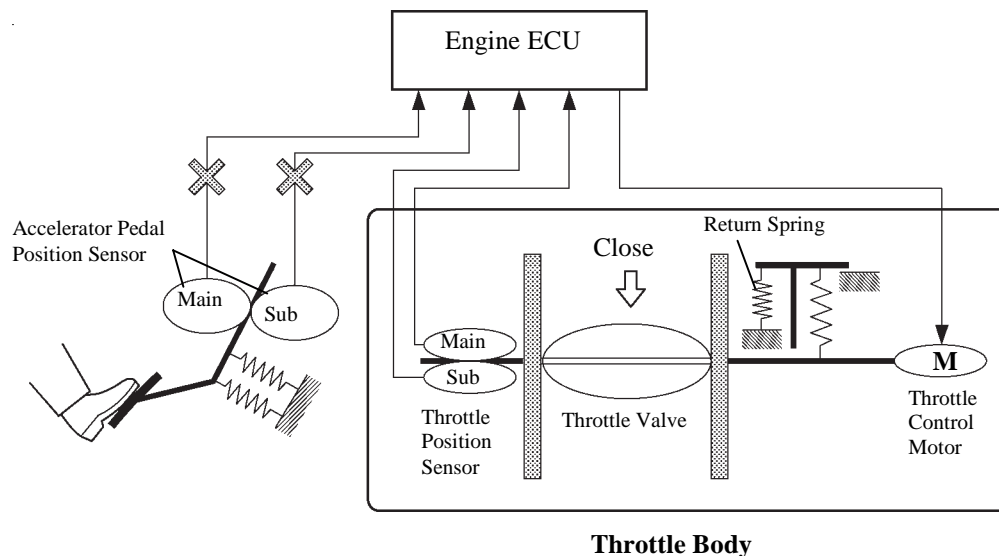 Engine ECU
Accelerator Pedal
Position Sensor
Main
Sub
Return Spring
Close
Main
Sub
M
Throttle
Position
Sensor
Throttle Valve
Throttle
Control
Motor
Throttle Body